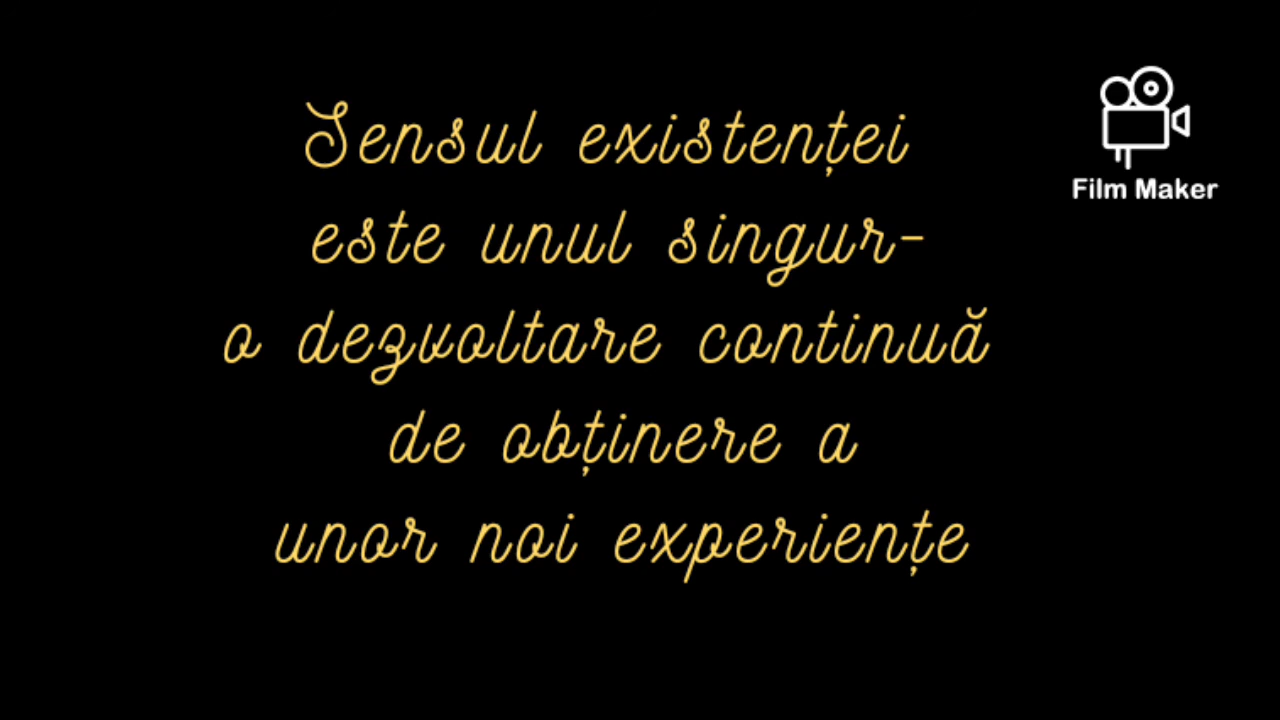 Sensul existenței
este unul singur-
o dezvoltare continuă
de obținere a
unor noi experiențe
Film Maker